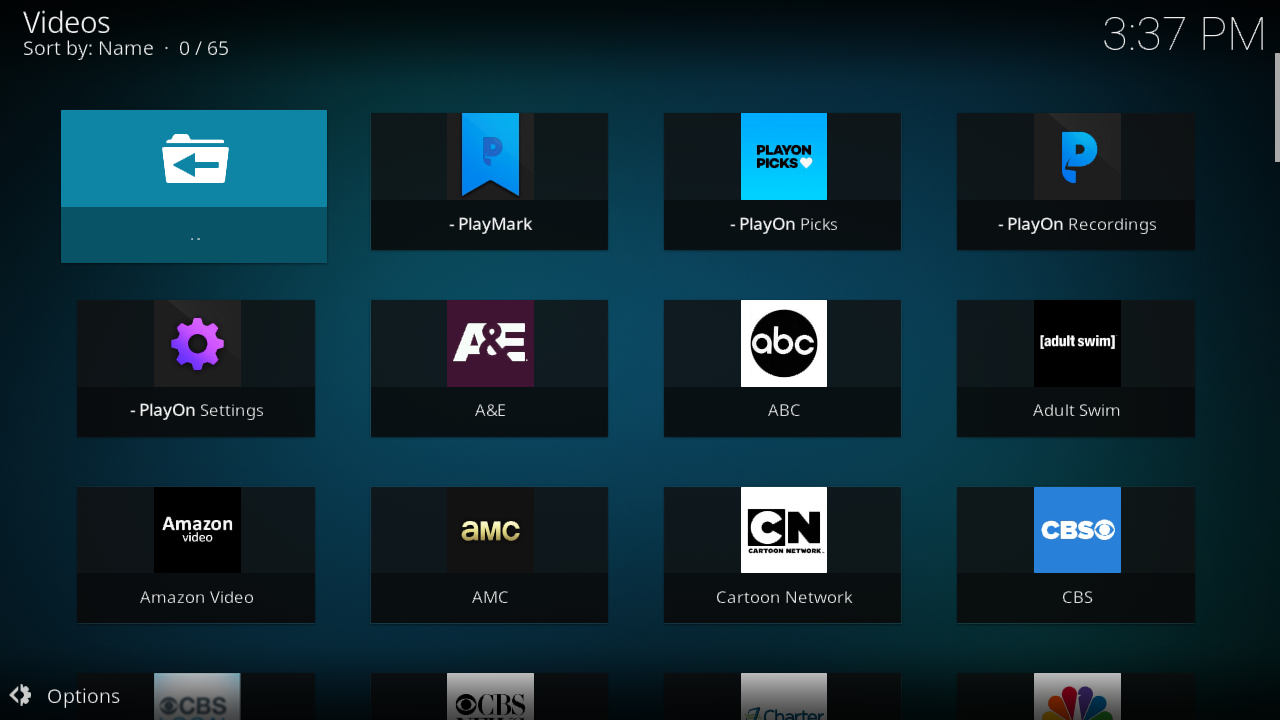 Videos
Sort by: Name · 0 / 65
3:37 PM
PLAYON
PICKS
..
- PlayMark
- PlayOn Picks
- PlayOn Recordings
A&E
abc
[adult swim]
- PlayOn Settings
A&E
ABC
Adult Swim
Amazon
video
aMC
CN
CARTOON NETWORK
CBS
Amazon Video
AMC
Cartoon Network
CBS
Options
CBS
CBS
Charter